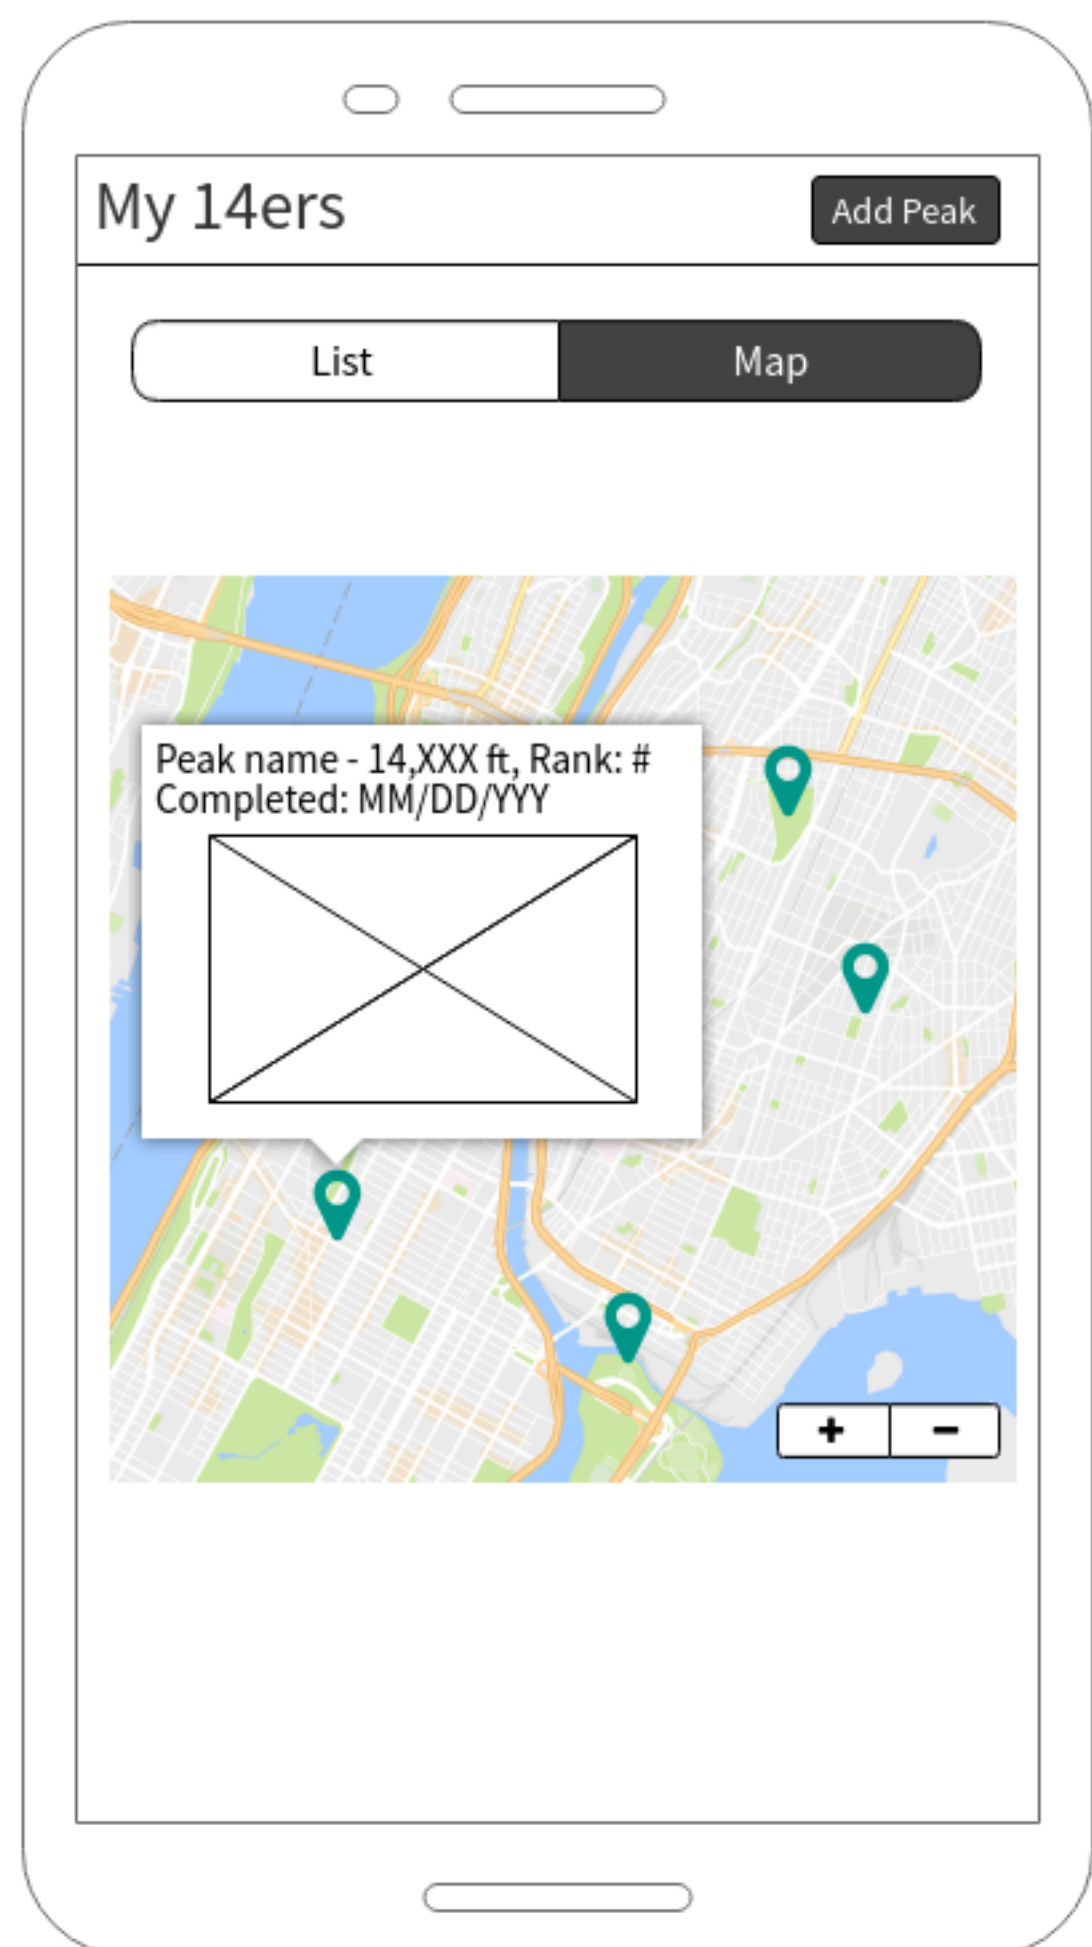 My 14ers
Add Peak
List
Map
Peak name - 14,XXX ft, Rank: #
Completed: MM/DD/YYY
+
-